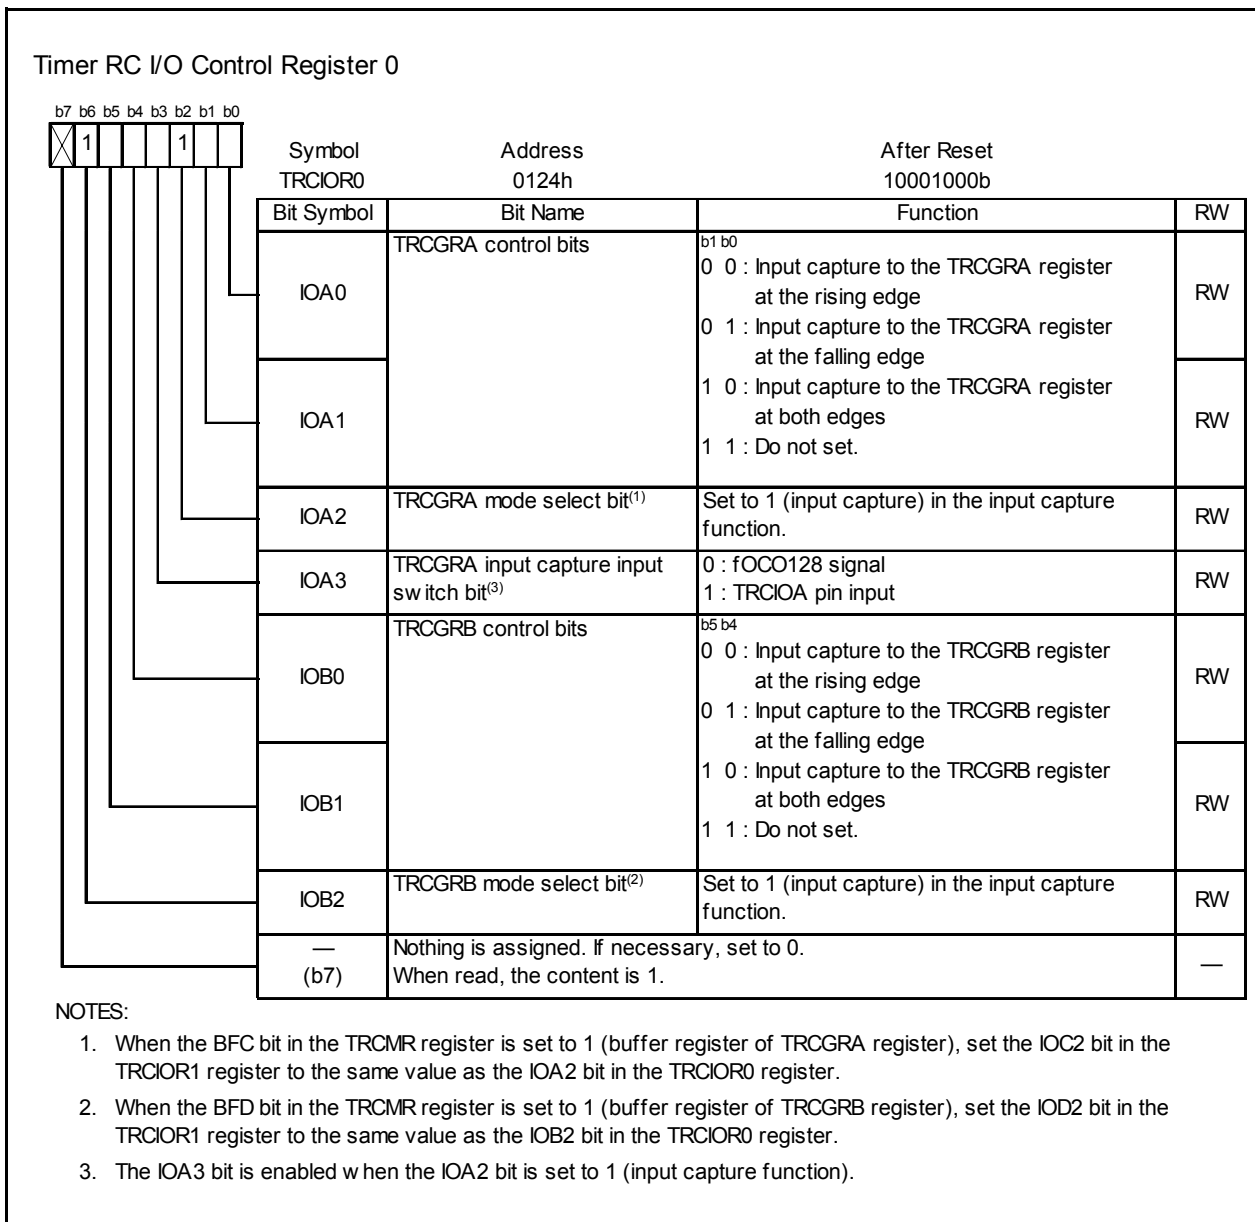 Timer RC I/O Control Register 0
b7 b6 b5 b4 b3 b2 b1 b0
1 1
Symbol Address After Reset
TRCIOR0 0124h 10001000b
Bit Symbol Bit Name Function RW
IOA0 TRCGRA control bits b1 b0 RW
0 0 : Input capture to the TRCGRA register
at the rising edge
0 1 : Input capture to the TRCGRA register
at the falling edge
IOA1 1 0 : Input capture to the TRCGRA register RW
at both edges
1 1 : Do not set.
IOA2 TRCGRA mode select bit(1) Set to 1 (input capture) in the input capture RW
function.
IOA3 TRCGRA input capture input 0 : fOCO128 signal RW
switch bit(3) 1 : TRCIOA pin input
IOB0 TRCGRB control bits b5 b4 RW
0 0 : Input capture to the TRCGRB register
at the rising edge
0 1 : Input capture to the TRCGRB register
at the falling edge
IOB1 1 0 : Input capture to the TRCGRB register RW
at both edges
1 1 : Do not set.
IOB2 TRCGRB mode select bit(2) Set to 1 (input capture) in the input capture RW
function.
— Nothing is assigned. If necessary, set to 0. —
(b7) When read, the content is 1.
NOTES:
1. When the BFC bit in the TRCMR register is set to 1 (buffer register of TRCGRA register), set the IOC2 bit in the
TRCIOR1 register to the same value as the IOA2 bit in the TRCIOR0 register.
2. When the BFD bit in the TRCMR register is set to 1 (buffer register of TRCGRB register), set the IOD2 bit in the
TRCIOR1 register to the same value as the IOB2 bit in the TRCIOR0 register.
3. The IOA3 bit is enabled when the IOA2 bit is set to 1 (input capture function).